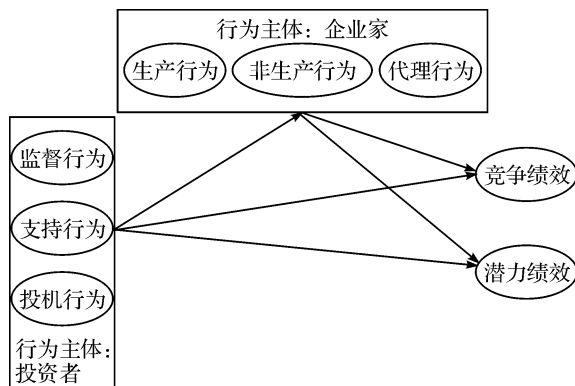 行为主体：企业家
生产行为 非生产行为 代理行为
监督行为
支持行为
投机行为
行为主体：
投资者
竞争绩效
潜力绩效